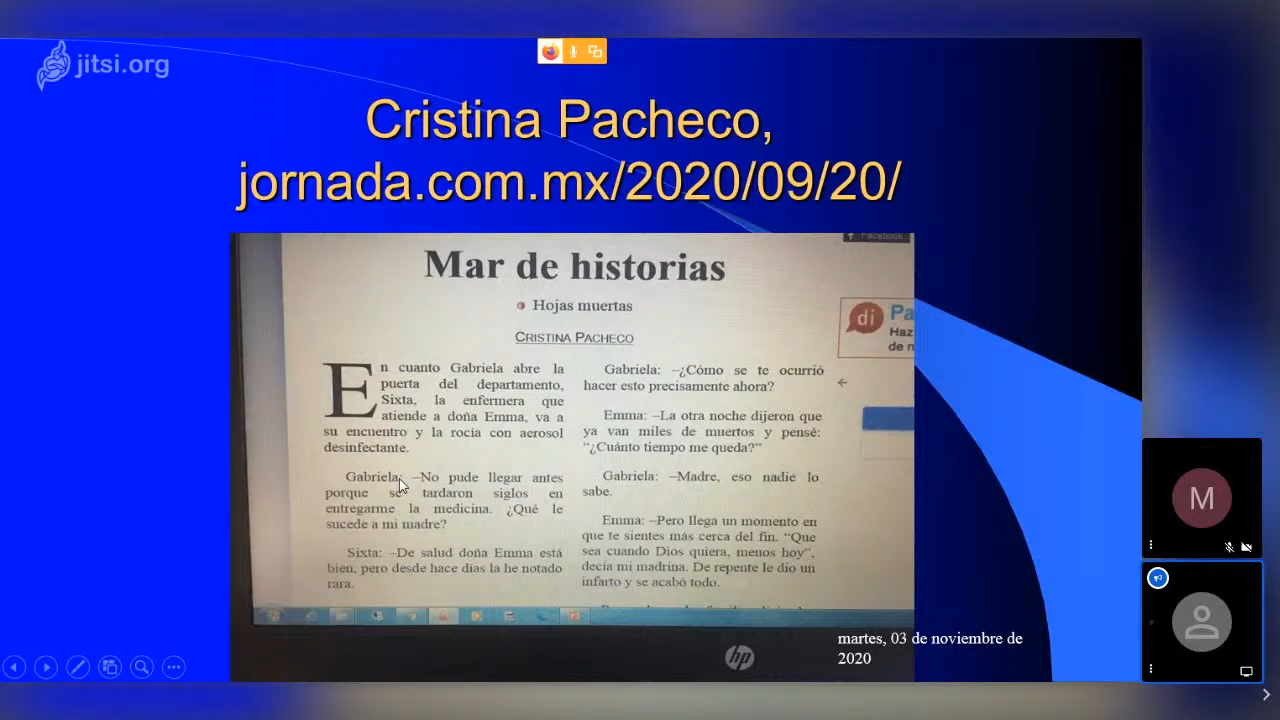 jitsi.org
Cristina Pacheco,
jornada.com.mx/2020/09/20/
Facebook
Mar de historias
Hojas muertas
CRISTINA PACHECO
di
Pa
Haz
de n
En cuanto Gabriela abre la
puerta del departamento,
Sixta, la enfermera que
atiende a doña Emma, va a
su encuentro y la rocía con aerosol
desinfectante.
Gabriela: –No pude llegar antes
porque se tardaron siglos en
entregarme la medicina. ¿Qué le
sucede a mi madre?
Sixta: –De salud doña Emma está
bien, pero desde hace días la he notado
rara.
Gabriela: –¿Cómo se te ocurrió
hacer esto precisamente ahora?
Emma: –La otra noche dijeron que
ya van miles de muertos y pensé:
“¿Cuánto tiempo me queda?”
Gabriela: –Madre, eso nadie lo
sabe.
Emma: –Pero llega un momento en
que te sientes más cerca del fin. “Que
sea cuando Dios quiera, menos hoy”,
decía mi madrina. De repente le dio un
infarto y se acabó todo.
hp
martes, 03 de noviembre de
2020
M